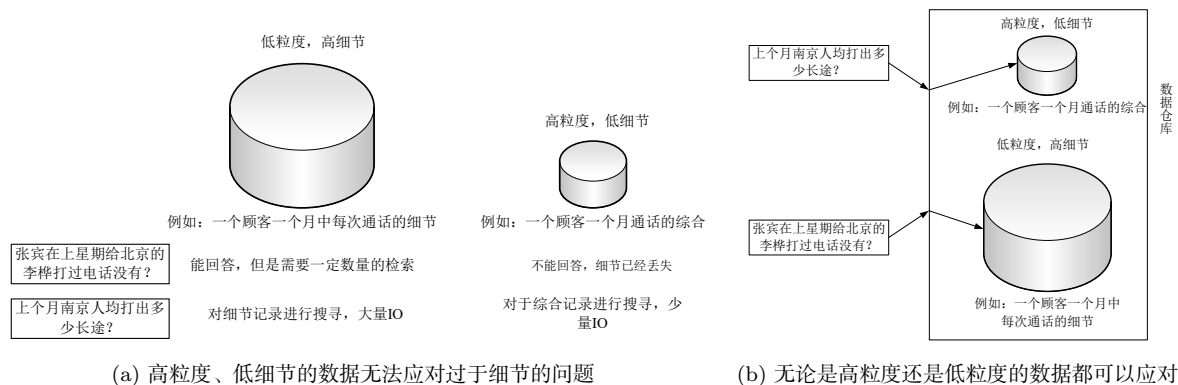 低粒度，高细节
例如：一个顾客一个月中每次通话的细节
高粒度，低细节
例如：一个顾客一个月通话的综合
张宾在上星期给北京的
李桦打过电话没有？
能回答，但是需要一定数量的检索
不能回答，细节已经丢失
上个月南京人均打出多
少长途？
对细节记录进行搜寻，大量IO
对于综合记录进行搜寻，少
量IO
(a) 高粒度、低细节的数据无法应对过于细节的问题
高粒度，低细节
上个月南京人均打出多
少长途？
例如：一个顾客一个月通话的综合
数据仓库
低粒度，高细节
张宾在上星期给北京的
李桦打过电话没有？
例如：一个顾客一个月中
每次通话的细节
(b) 无论是高粒度还是低粒度的数据都可以应对